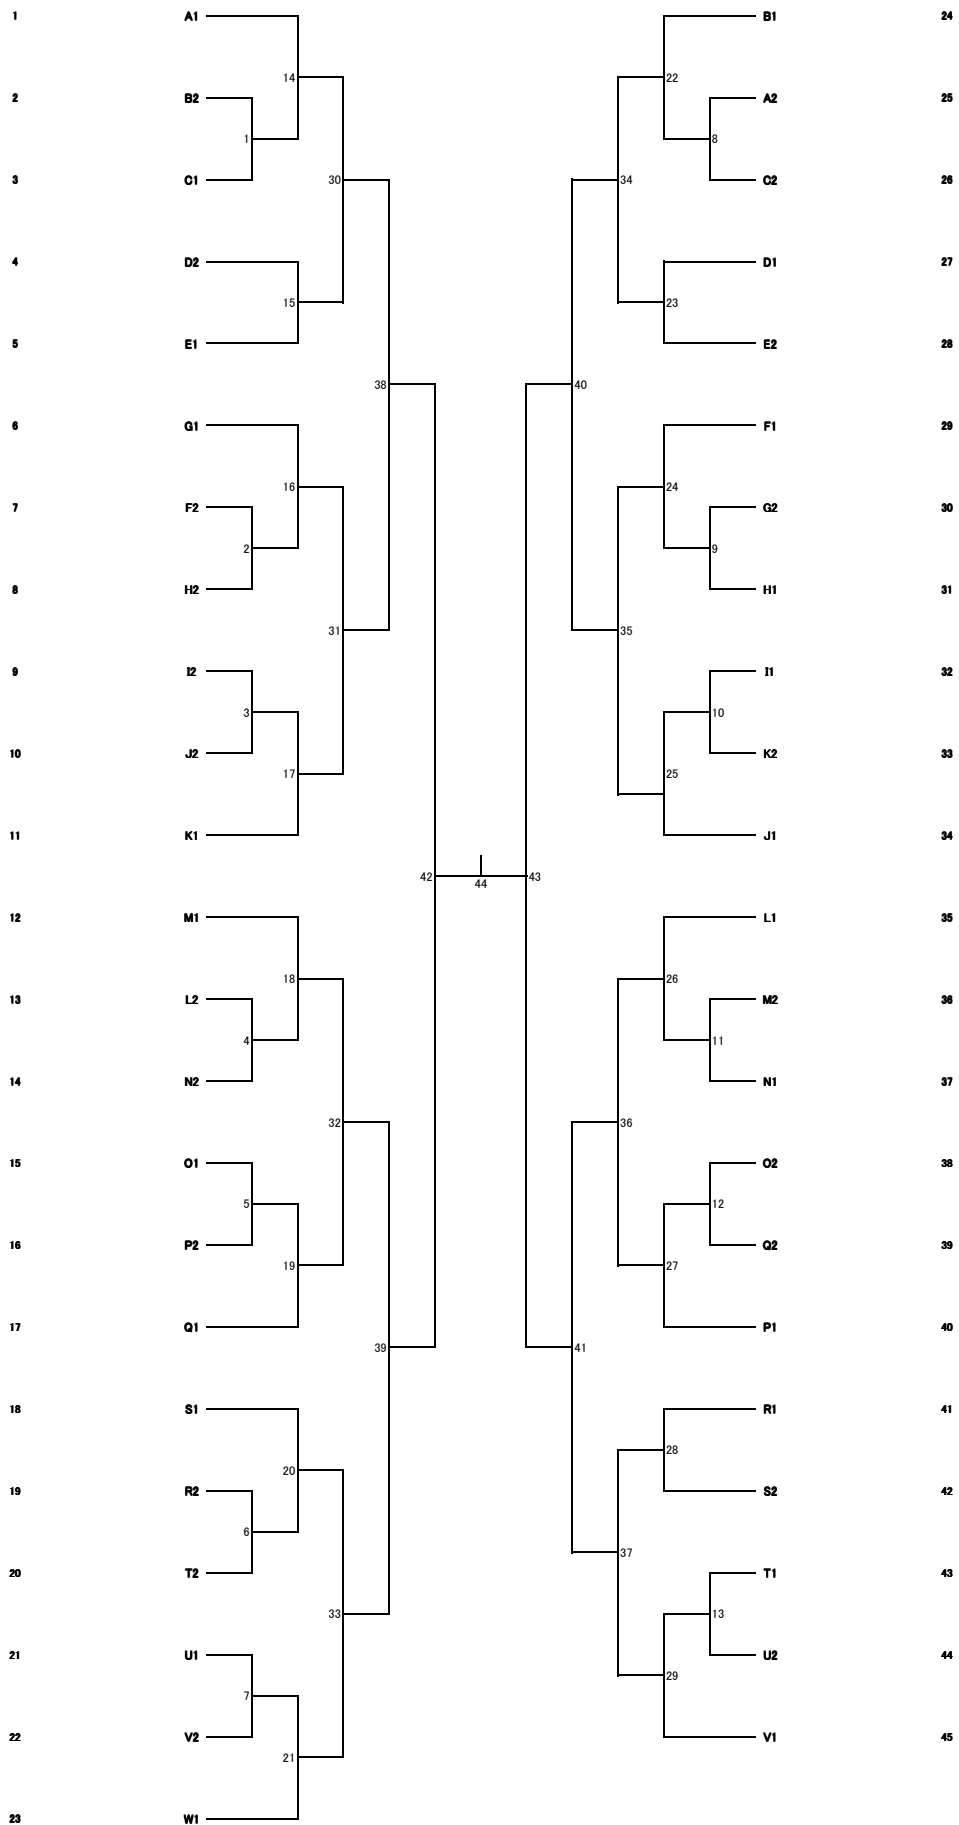 1 A1 B1 24
14 22
2 B2 A2 25
1 8
3 C1 30 34 C2 26
4 D2 D1 27
15 23
5 E1 E2 28
38 40
6 G1 F1 29
16 24
7 F2 G2 30
2 9
8 H2 H1 31
31 35
9 I2 I1 32
3 10
10 J2 K2 33
17 25
11 K1 J1 34
42 44 43
12 M1 L1 35
18 26
13 L2 M2 36
4 11
14 N2 N1 37
32 36
15 O1 O2 38
5 12
16 P2 Q2 39
19 27
17 Q1 P1 40
39 41
18 S1 R1 41
28
20
19 R2 S2 42
6
37
20 T2 T1 43
33 13
21 U1 U2 44
29
7
22 V2 V1 45
21
23 W1